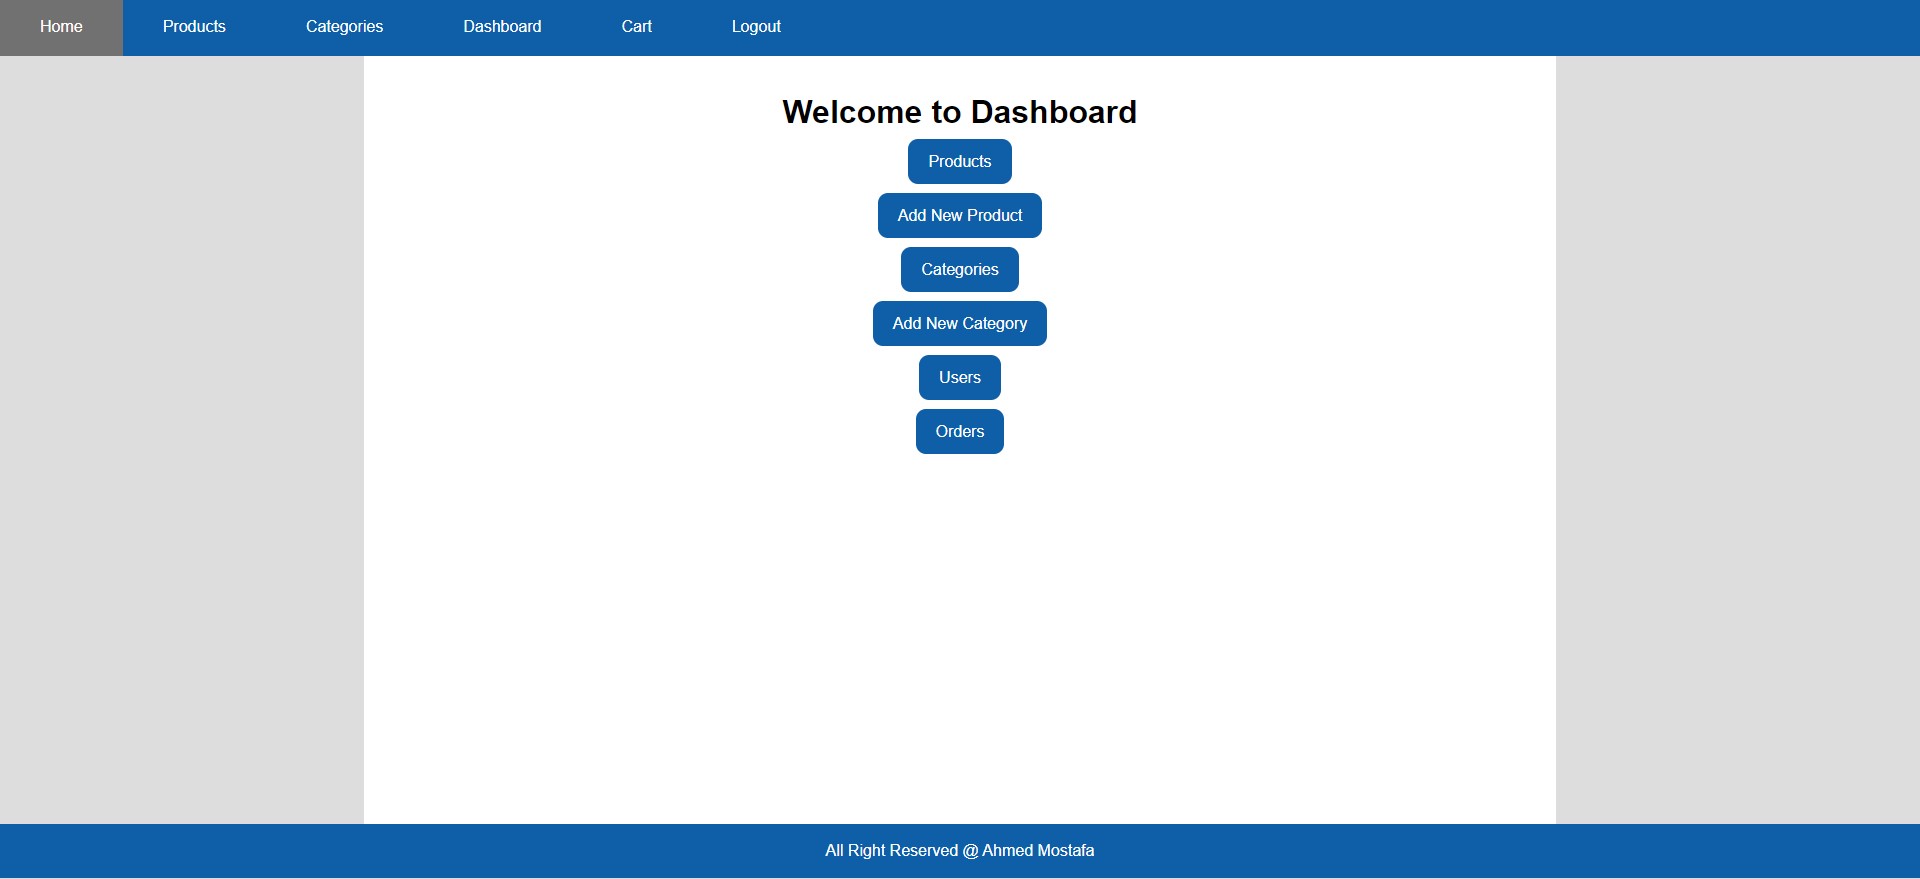 Home Products Categories Dashboard Cart Logout
Welcome to Dashboard
Products
Add New Product
Categories
Add New Category
Users
Orders
All Right Reserved @ Ahmed Mostafa